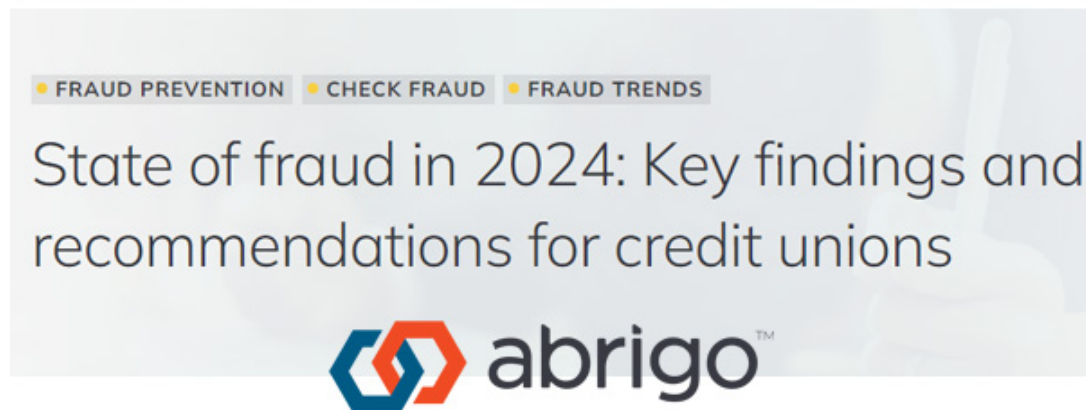 FRAUD PREVENTION CHECK FRAUD FRAUD TRENDS
State of fraud in 2024: Key findings and
recommendations for credit unions
abrigo™